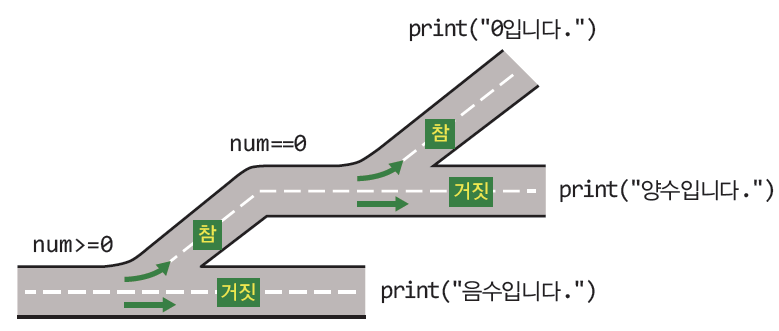 print("0입니다.")
참
num==0
거짓
print("양수입니다.")
참
num>=0
거짓
print("음수입니다.")